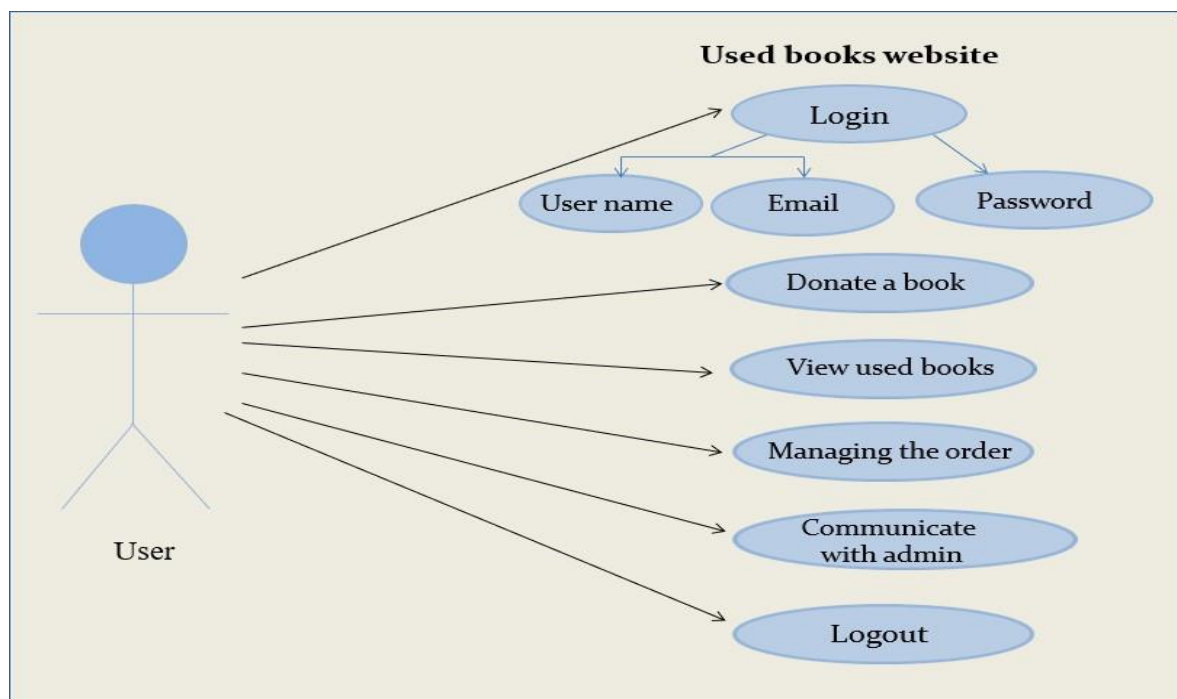 Used books website
Login
User name
Email
Password
Donate a book
View used books
Managing the order
Communicate
with admin
Logout
User